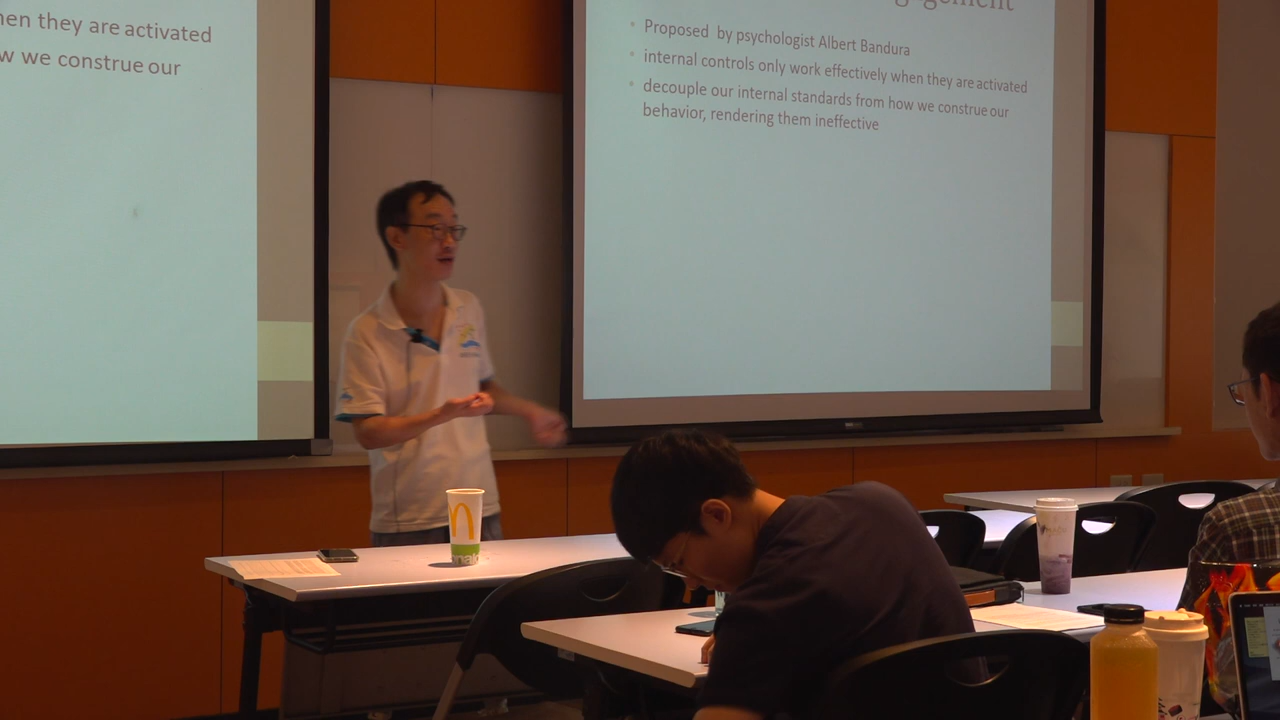 hen they are activated
w we construe our
gagement
Proposed by psychologist Albert Bandura
internal controls only work effectively when they are activated
decouple our internal standards from how we construe our
behavior, rendering them ineffective